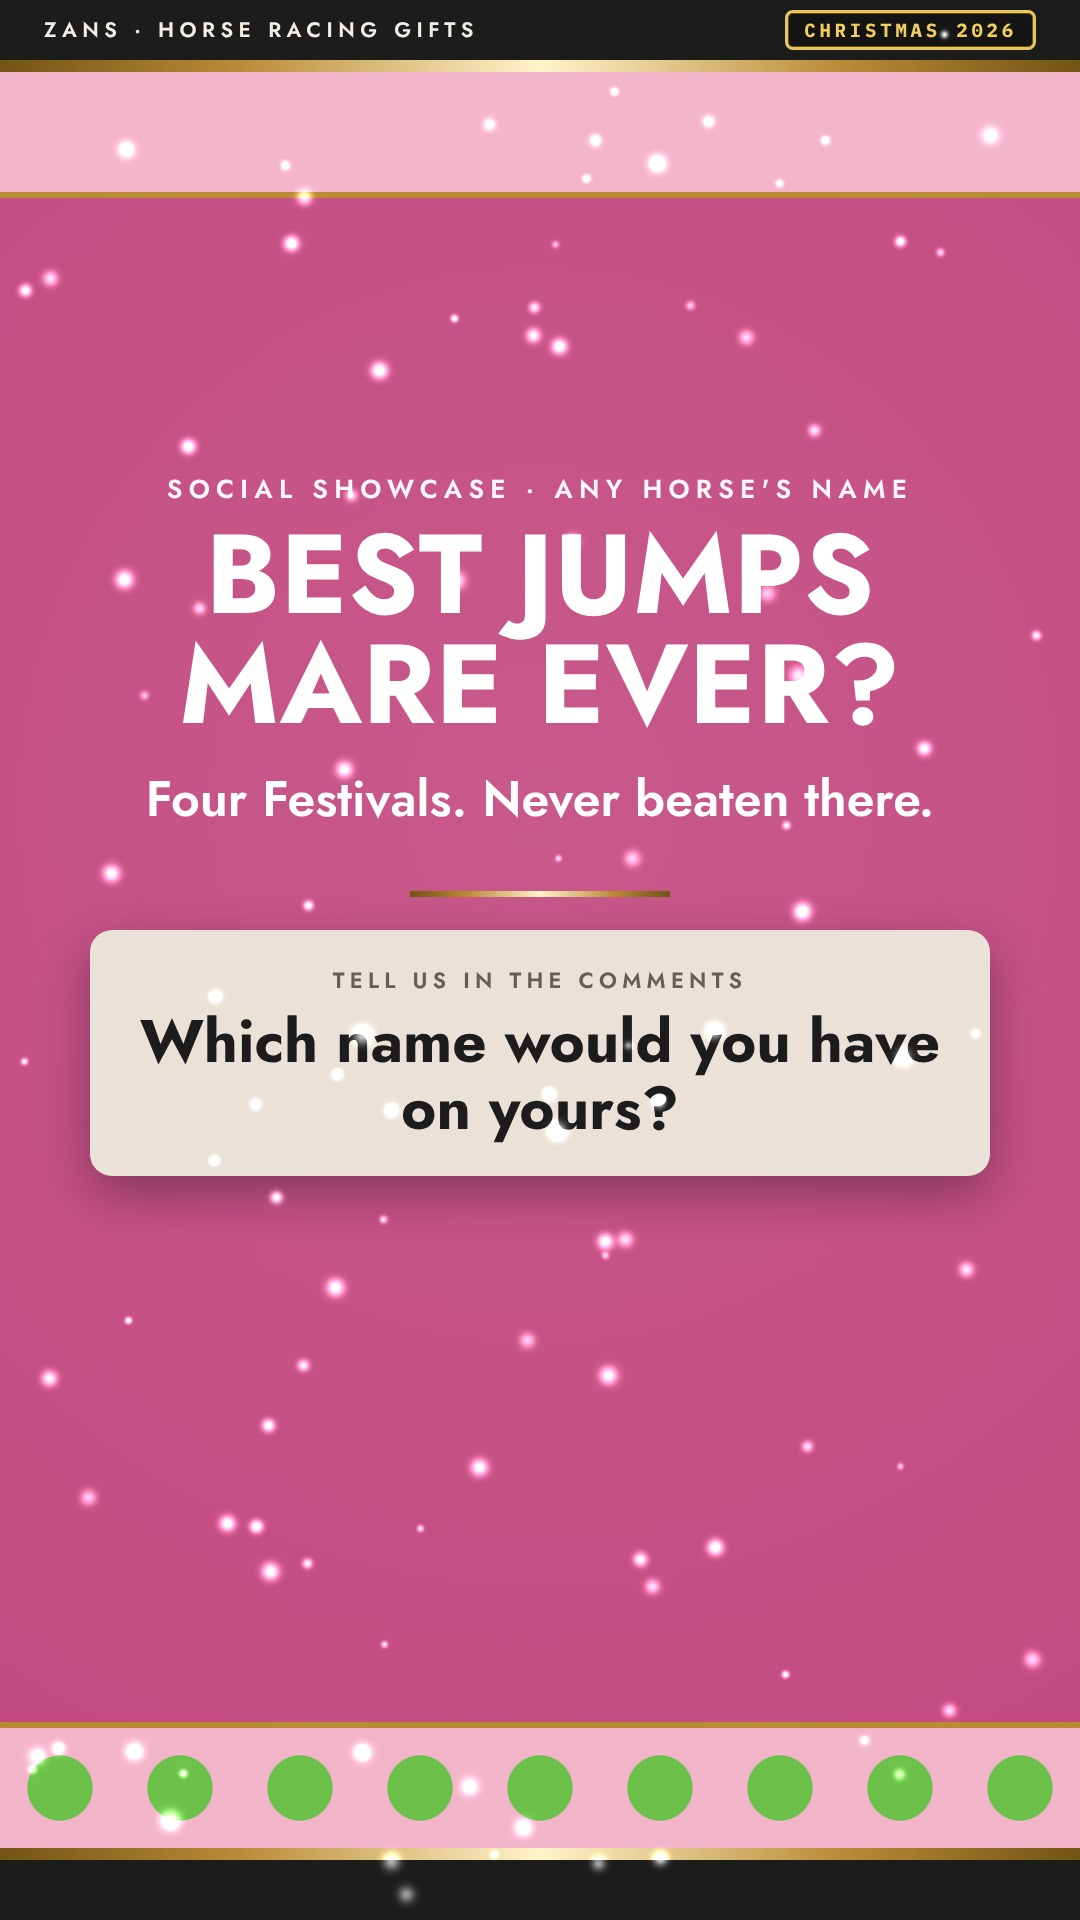 ZANS · HORSE RACING GIFTS
CHRISTMAS 2026
SOCIAL SHOWCASE · ANY HORSE'S NAME
BEST JUMPS
MARE EVER?
Four Festivals. Never beaten there.
TELL US IN THE COMMENTS
Which name would you have
on yours?